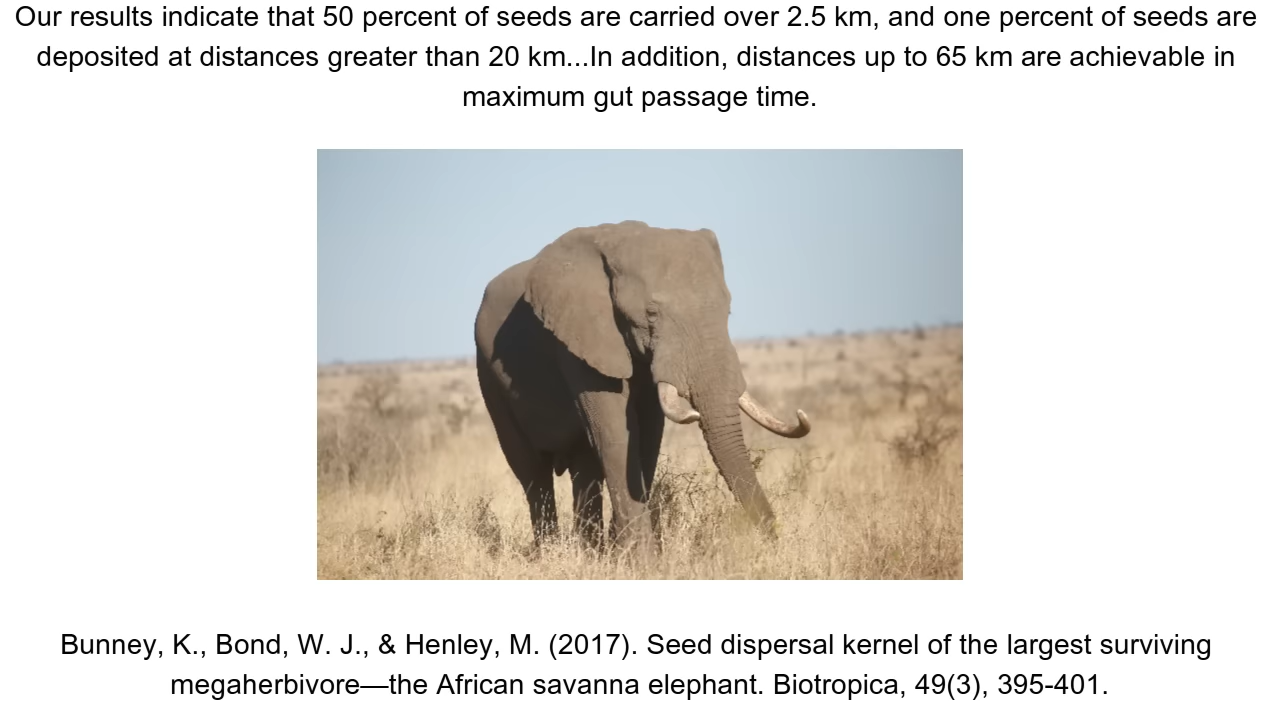 Our results indicate that 50 percent of seeds are carried over 2.5 km, and one percent of seeds are
deposited at distances greater than 20 km...In addition, distances up to 65 km are achievable in
maximum gut passage time.
Bunney, K., Bond, W. J., & Henley, M. (2017). Seed dispersal kernel of the largest surviving
megaherbivore—the African savanna elephant. Biotropica, 49(3), 395-401.